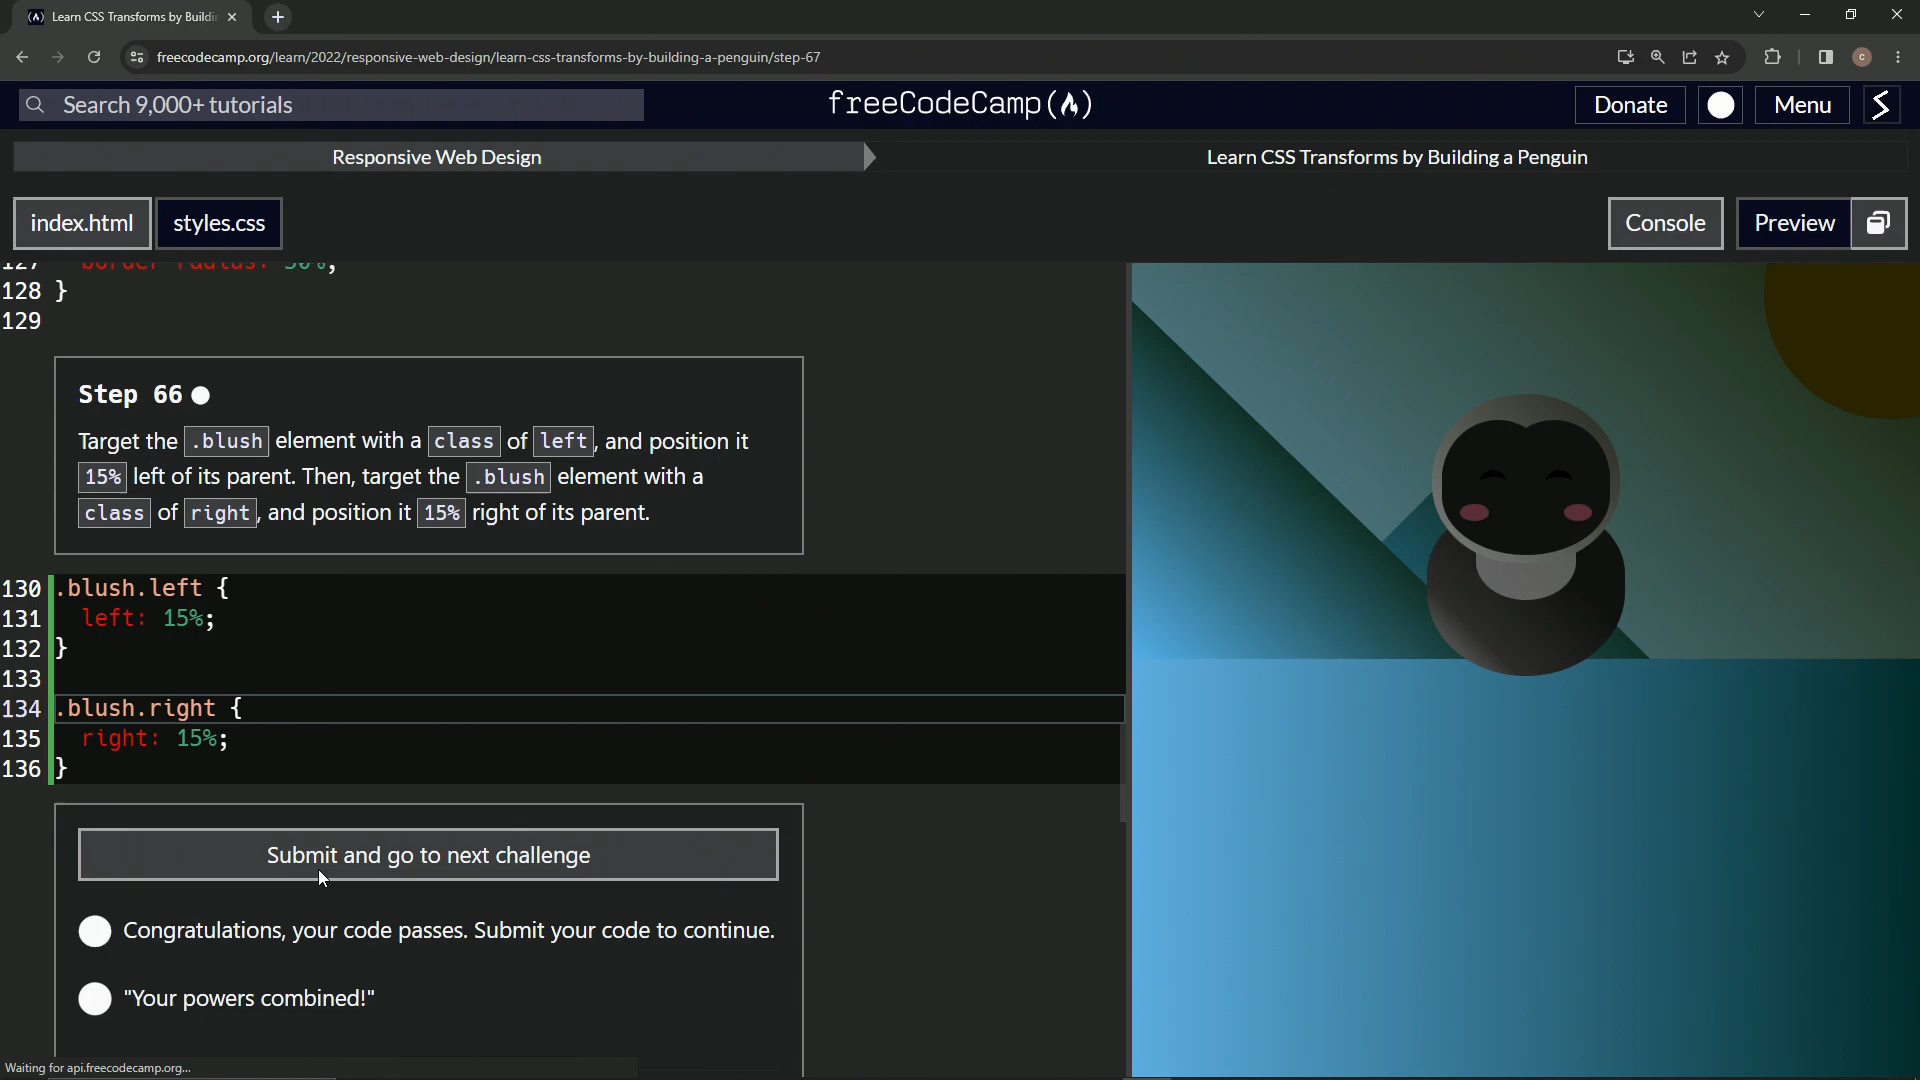 Learn CSS Transforms by Buildin
freecodecamp.org/learn/2022/responsive-web-design/learn-css-transforms-by-building-a-penguin/step-67
C
Search 9,000+ tutorials
freeCodeCamp
Donate
Menu
Responsive Web Design
Learn CSS Transforms by Building a Penguin
index.html
styles.css
Console
Preview
127 border-radius: 50%;
128 }
129
Step 66
Target the .blush element with a class of left, and position it
15% left of its parent. Then, target the .blush element with a
class of right, and position it 15% right of its parent.
130 .blush.left {
131 left: 15%;
132 }
133
134 .blush.right {
135 right: 15%;
136 }
Submit and go to next challenge
Congratulations, your code passes. Submit your code to continue.
"Your powers combined!"
Waiting for api.freecodecamp.org...